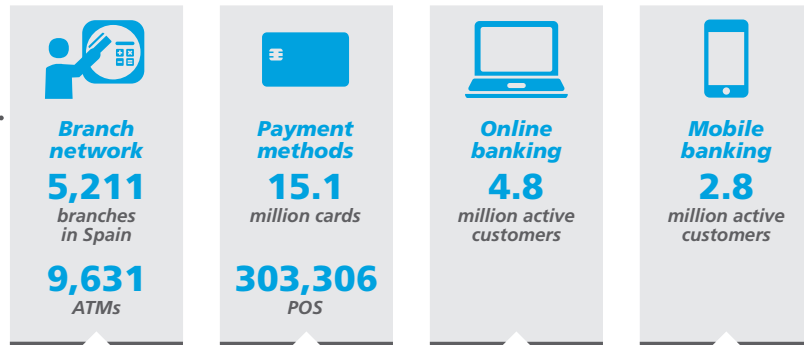 Branch
network
5,211
branches
in Spain
9,631
ATMs
Payment
methods
15.1
million cards
303,306
POS
Online
banking
4.8
million active
customers
Mobile
banking
2.8
million active
customers